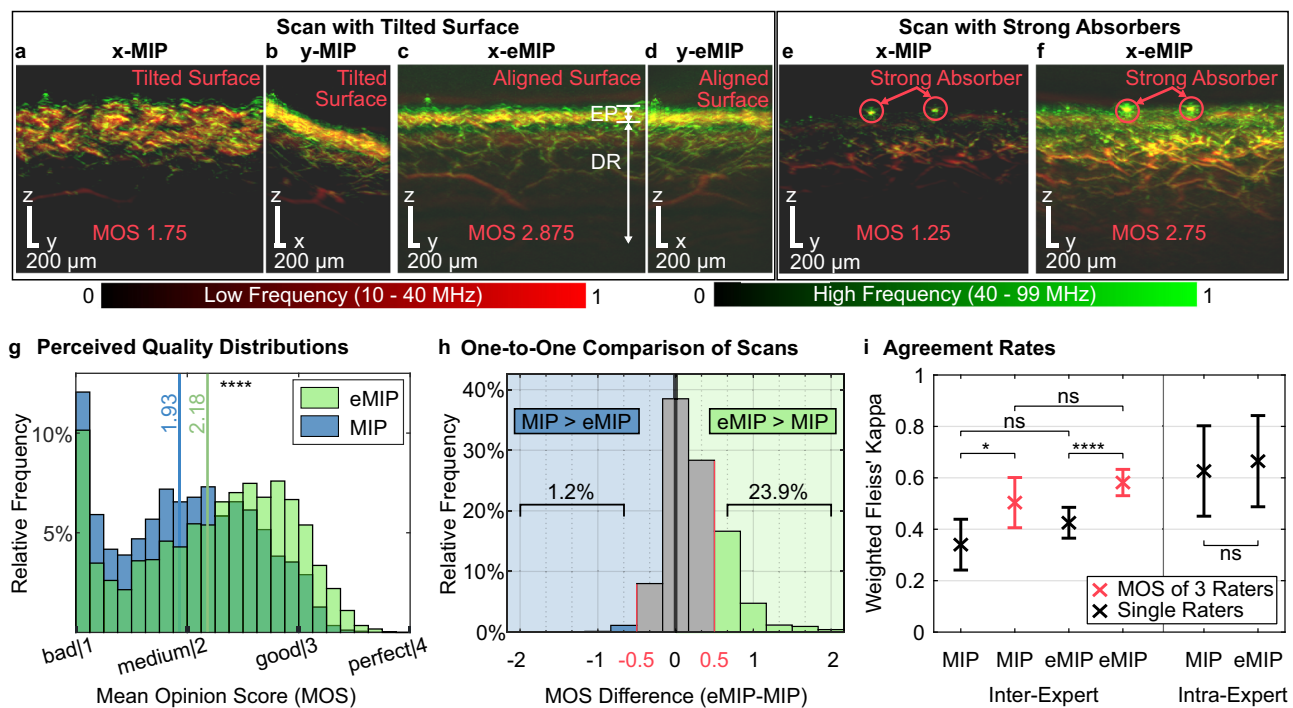 Scan with Tilted Surface
Scan with Strong Absorbers
a x-MIP
b y-MIP
c x-eMIP
d y-eMIP
e x-MIP
f x-eMIP
Tilted Surface
Tilted
Surface
Aligned Surface
Aligned
Surface
Strong Absorber
Strong Absorber
EP
DR
z
y
200 µm
MOS 1.75
z
x
200 µm
z
y
200 µm
MOS 2.875
z
x
200 µm
z
y
200 µm
MOS 1.25
z
y
200 µm
MOS 2.75
0 Low Frequency (10 - 40 MHz) 1
0 High Frequency (40 - 99 MHz) 1
g Perceived Quality Distributions
Relative Frequency
10%
5%
1.93
2.18
****
eMIP
MIP
bad|1
medium|2
good|3
perfect|4
Mean Opinion Score (MOS)
h One-to-One Comparison of Scans
Relative Frequency
40%
30%
20%
10%
0%
MIP > eMIP
eMIP > MIP
1.2%
23.9%
-2 -1 -0.5 0 0.5 1 2
MOS Difference (eMIP-MIP)
i Agreement Rates
Weighted Fleiss' Kappa
1
0.8
0.6
0.4
0.2
0
ns
ns
*
****
ns
MOS of 3 Raters
Single Raters
MIP MIP eMIP eMIP MIP eMIP
Inter-Expert Intra-Expert